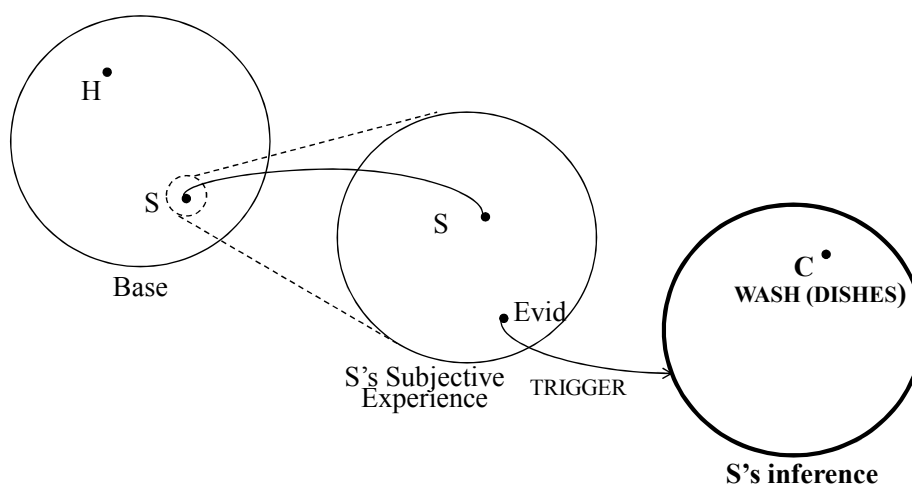 H
S
Base
S
Evid
S's Subjective
Experience
TRIGGER
C
WASH (DISHES)
S's inference